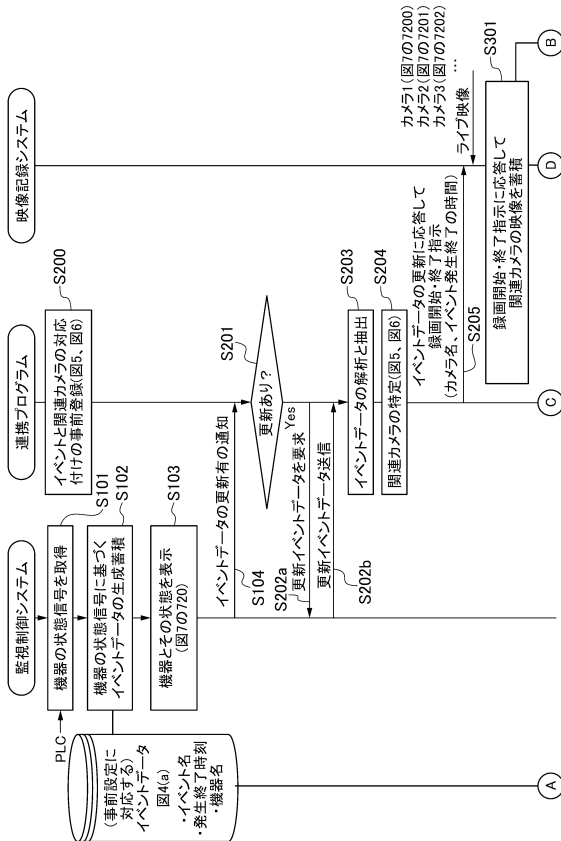 監視制御システム
連携プログラム
映像記録システム
PLC
機器の状態信号を取得
S101
機器の状態信号に基づく
イベントデータの生成蓄積
S102
機器とその状態を表示
(図7の720)
S103
(事前設定に
対応する)
イベントデータ
図4(a)
・イベント名
・発生終了時刻
・機器名
イベントと関連カメラの対応
付けの事前登録(図5、図6)
S200
イベントデータの更新有の通知
S104
更新あり?
S201
Yes
更新イベントデータを要求
S202a
更新イベントデータ送信
S202b
イベントデータの解析と抽出
S203
関連カメラの特定(図5、図6)
S204
イベントデータの更新に応答して
録画開始・終了指示
(カメラ名、イベント発生終了の時間)
S205
カメラ1(図7の7200)
カメラ2(図7の7201)
カメラ3(図7の7202)
…
ライブ映像
録画開始・終了指示に応答して
関連カメラの映像を蓄積
S301
A
C
D
B